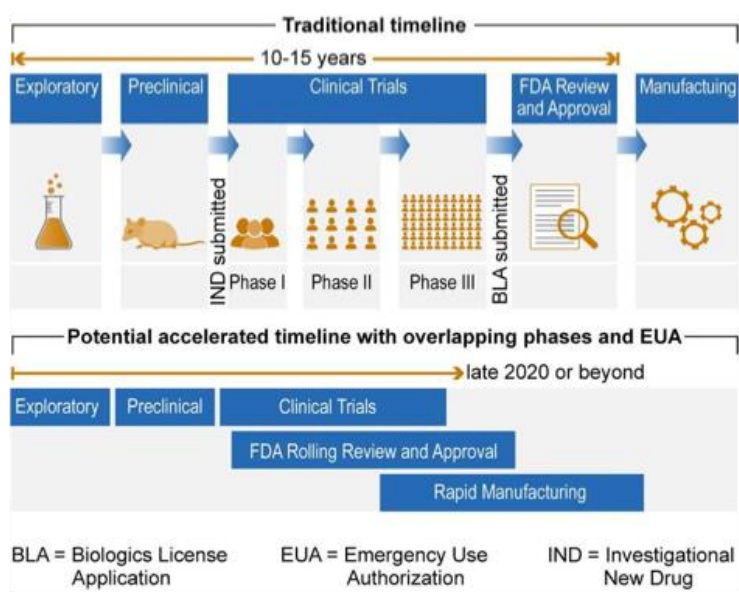 Traditional timeline
10-15 years
Exploratory
Preclinical
Clinical Trials
FDA Review
and Approval
Manufactuing
IND submitted
BLA submitted
Phase I
Phase II
Phase III
Potential accelerated timeline with overlapping phases and EUA
late 2020 or beyond
Exploratory
Preclinical
Clinical Trials
FDA Rolling Review and Approval
Rapid Manufacturing
BLA = Biologics License
Application
EUA = Emergency Use
Authorization
IND = Investigational
New Drug